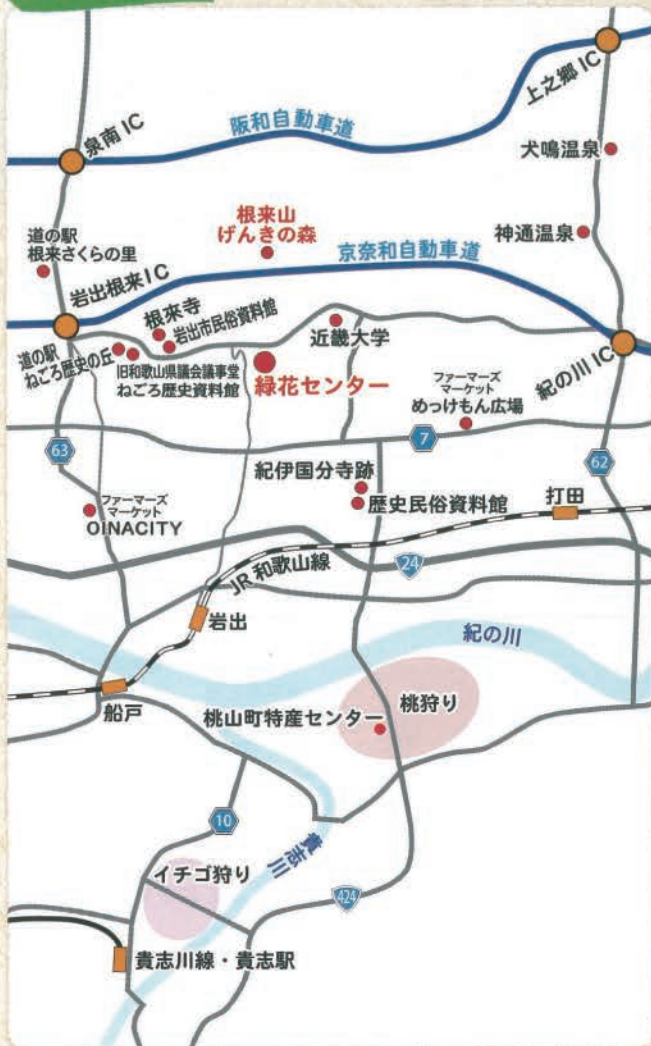 上之郷IC
泉南IC
阪和自動車道
犬鳴温泉
根来山
げんきの森
神通温泉
道の駅
根来さくらの里
京奈和自動車道
岩出根来IC
根來寺
岩出市民俗資料館
近畿大学
道の駅
ねごろ歴史の丘
旧和歌山県議会議事堂
ねごろ歴史資料館
緑花センター
紀の川IC
ファーマーズ
マーケット
めっけもん広場
7
63
62
紀伊国分寺跡
歴史民俗資料館
打田
ファーマーズ
マーケット
OINACITY
24
JR和歌山線
岩出
紀の川
船戸
桃狩り
桃山町特産センター
10
貴志川
イチゴ狩り
424
貴志川線・貴志駅